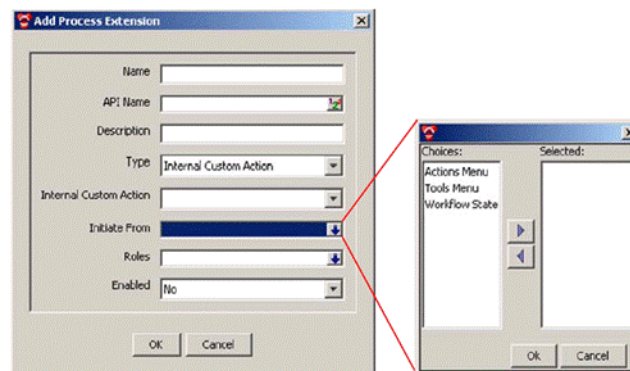 Add Process Extension
Name
API Name
Description
Type Internal Custom Action
Internal Custom Action
Initiate From
Roles
Enabled No
OK Cancel
Choices: Selected:
Actions Menu
Tools Menu
Workflow State
Ok Cancel